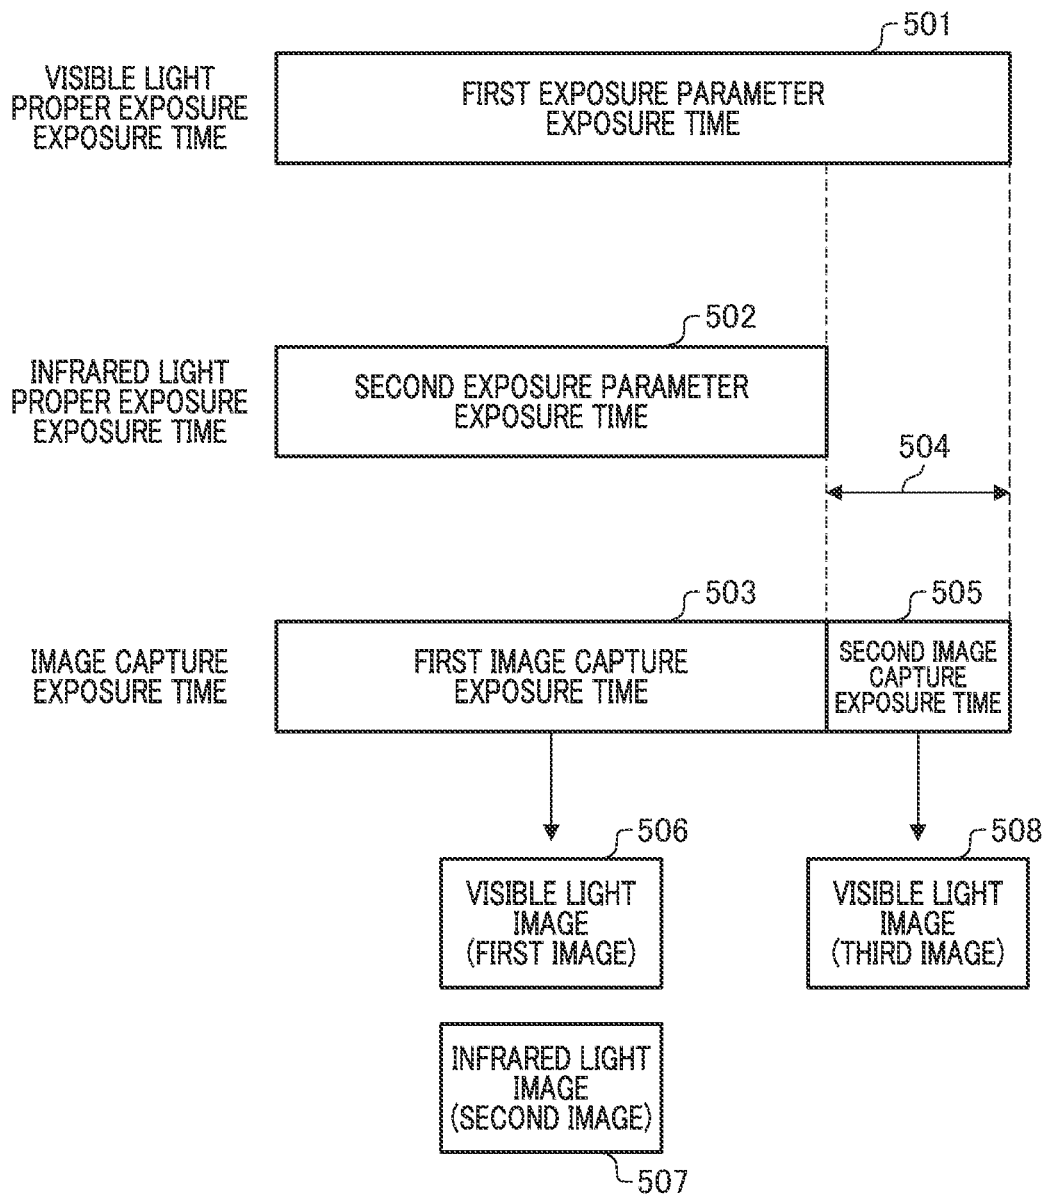 501
VISIBLE LIGHT
PROPER EXPOSURE
EXPOSURE TIME
FIRST EXPOSURE PARAMETER
EXPOSURE TIME
502
INFRARED LIGHT
PROPER EXPOSURE
EXPOSURE TIME
SECOND EXPOSURE PARAMETER
EXPOSURE TIME
504
503
505
IMAGE CAPTURE
EXPOSURE TIME
FIRST IMAGE CAPTURE
EXPOSURE TIME
SECOND IMAGE
CAPTURE
EXPOSURE TIME
506
VISIBLE LIGHT
IMAGE
(FIRST IMAGE)
508
VISIBLE LIGHT
IMAGE
(THIRD IMAGE)
INFRARED LIGHT
IMAGE
(SECOND IMAGE)
507